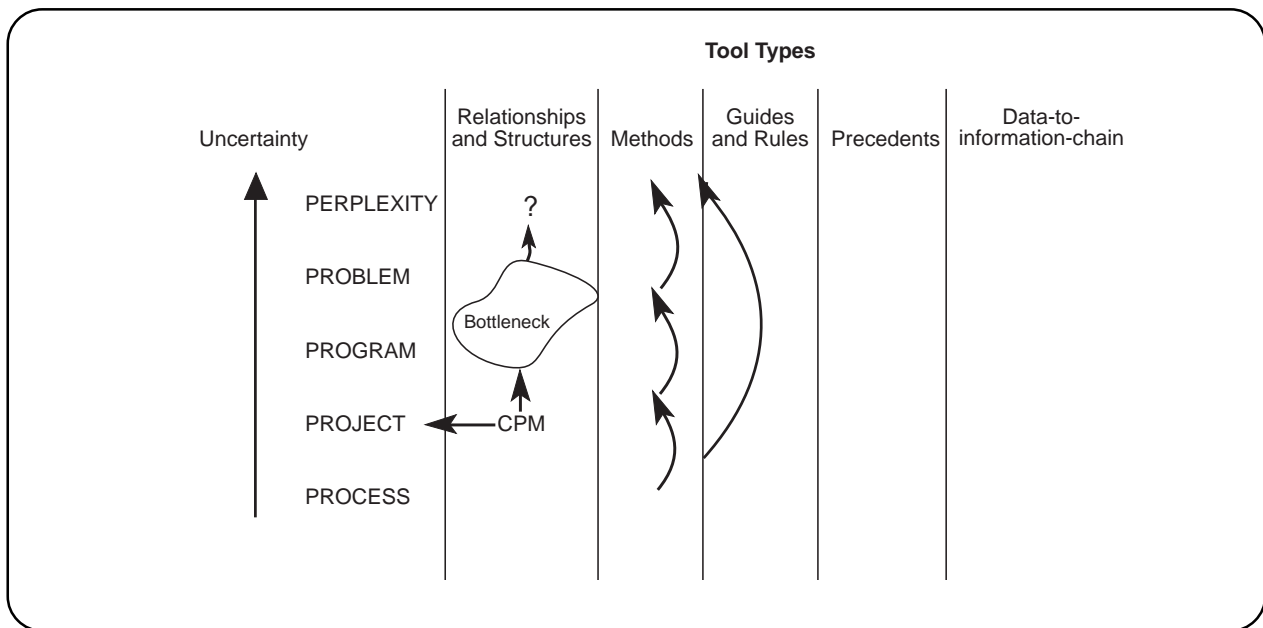 Tool Types
Uncertainty
Relationships
and Structures
Methods
Guides
and Rules
Precedents
Data-to-
information-chain
PERPLEXITY
?
PROBLEM
Bottleneck
PROGRAM
PROJECT
CPM
PROCESS